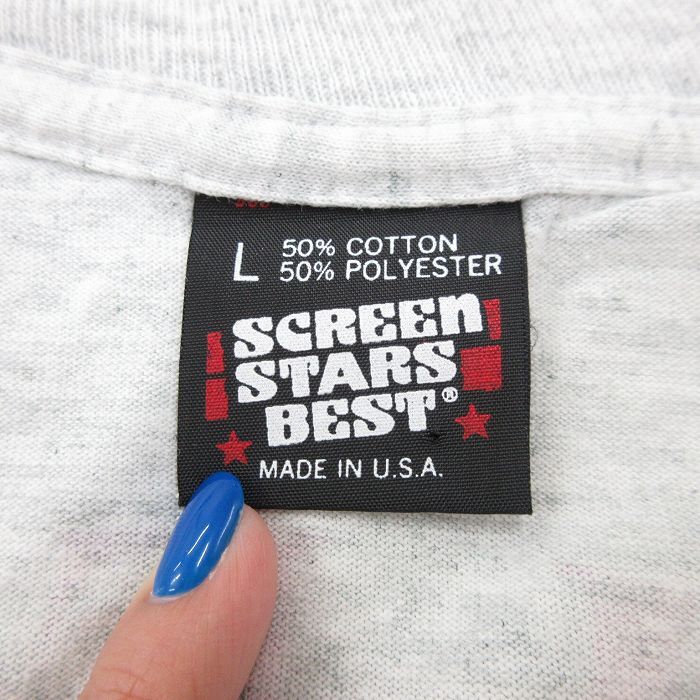 L 50% COTTON
50% POLYESTER
SCREEN
STARS
BEST®
MADE IN U.S.A.